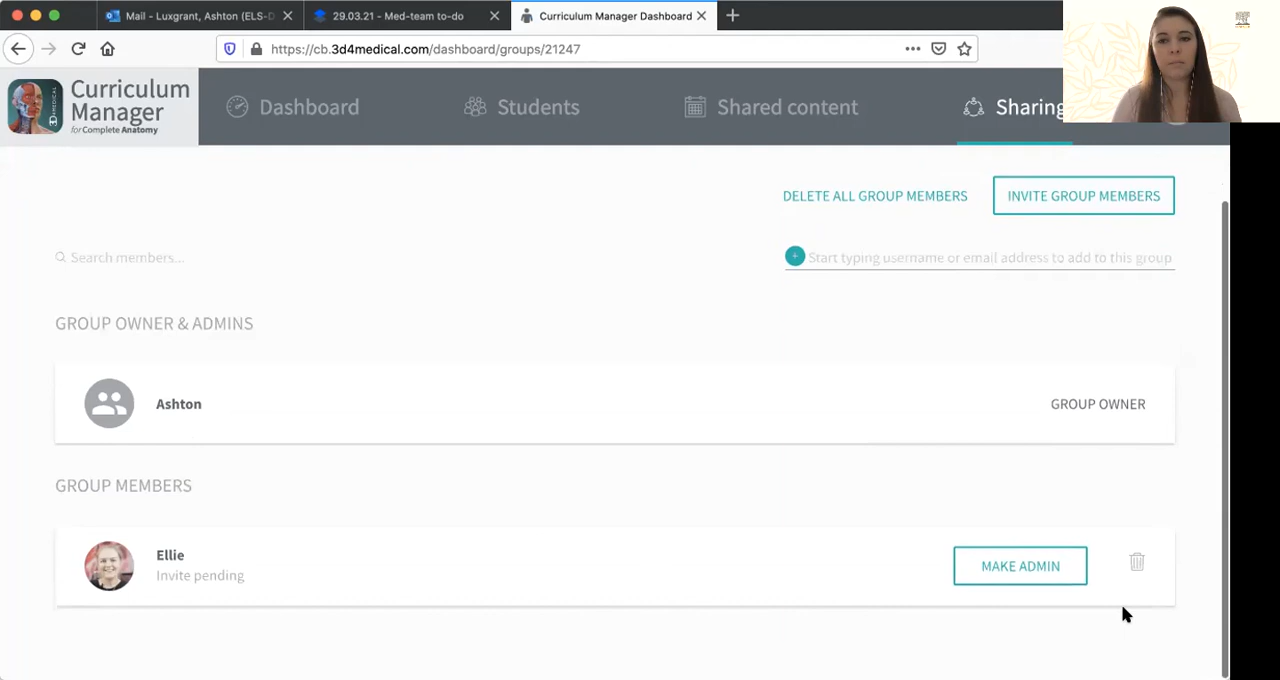 Mail - Luxgrant, Ashton (ELS-D
29.03.21 - Med-team to-do
Curriculum Manager Dashboard
https://cb.3d4medical.com/dashboard/groups/21247
Curriculum
Manager
for Complete Anatomy
Dashboard
Students
Shared content
Sharing
DELETE ALL GROUP MEMBERS
INVITE GROUP MEMBERS
Search members...
Start typing username or email address to add to this group
GROUP OWNER & ADMINS
Ashton
GROUP OWNER
GROUP MEMBERS
Ellie
Invite pending
MAKE ADMIN